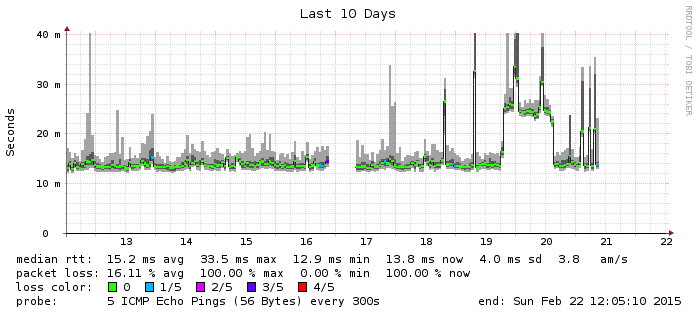 Last 10 Days
RRDTOOL / TOBI OETIKER
Seconds
40 m
30 m
20 m
10 m
0
13 14 15 16 17 18 19 20 21 22
median rtt: 15.2 ms avg 33.5 ms max 12.9 ms min 13.8 ms now 4.0 ms sd 3.8 am/s
packet loss: 16.11 % avg 100.00 % max 0.00 % min 100.00 % now
loss color: 0 1/5 2/5 3/5 4/5
probe: 5 ICMP Echo Pings (56 Bytes) every 300s end: Sun Feb 22 12:05:10 2015